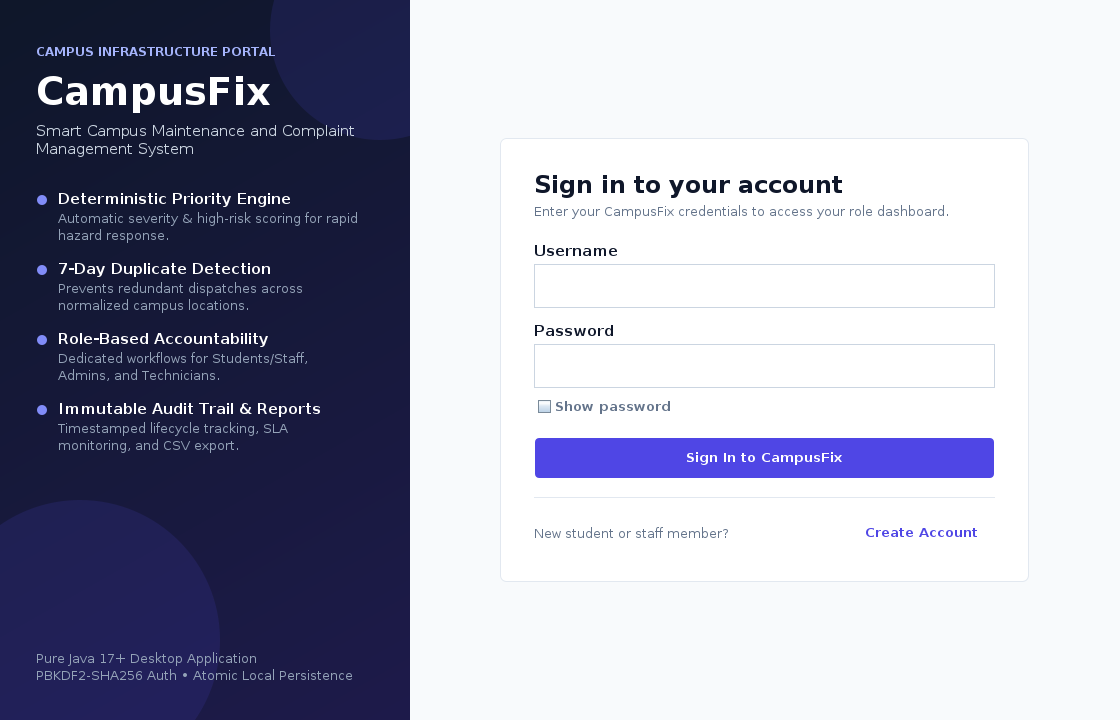 CAMPUS INFRASTRUCTURE PORTAL
CampusFix
Smart Campus Maintenance and Complaint
Management System
Deterministic Priority Engine
Automatic severity & high-risk scoring for rapid
hazard response.
7-Day Duplicate Detection
Prevents redundant dispatches across
normalized campus locations.
Role-Based Accountability
Dedicated workflows for Students/Staff,
Admins, and Technicians.
Immutable Audit Trail & Reports
Timestamped lifecycle tracking, SLA
monitoring, and CSV export.
Pure Java 17+ Desktop Application
PBKDF2-SHA256 Auth • Atomic Local Persistence
Sign in to your account
Enter your CampusFix credentials to access your role dashboard.
Username
Password
Show password
Sign In to CampusFix
New student or staff member?
Create Account